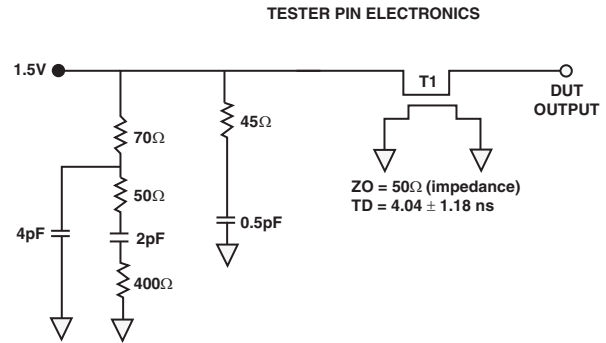 TESTER PIN ELECTRONICS
1.5V
T1
DUT
OUTPUT
70Ω
45Ω
50Ω
ZO = 50Ω (impedance)
TD = 4.04 ± 1.18 ns
4pF
2pF
0.5pF
400Ω